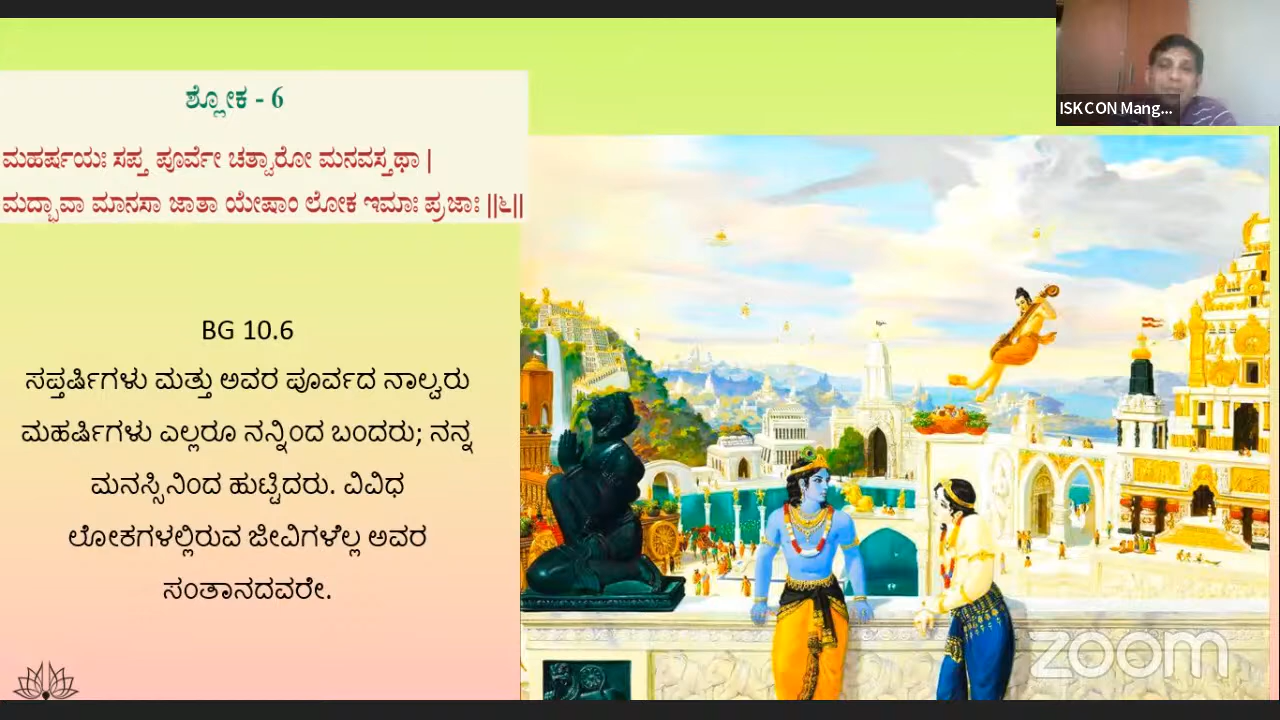 ಶ್ಲೋಕ - 6
ಮಹರ್ಷಯಃ ಸಪ್ತ ಪೂರ್ವೇ ಚತ್ವಾರೋ ಮನವಸ್ತಥಾ |
ಮದ್ಭಾವಾ ಮಾನಸಾ ಜಾತಾ ಯೇಷಾಂ ಲೋಕ ಇಮಾಃ ಪ್ರಜಾಃ ||೬||
BG 10.6
ಸಪ್ತರ್ಷಿಗಳು ಮತ್ತು ಅವರ ಪೂರ್ವದ ನಾಲ್ವರು
ಮಹರ್ಷಿಗಳು ಎಲ್ಲರೂ ನನ್ನಿಂದ ಬಂದರು; ನನ್ನ
ಮನಸ್ಸಿನಿಂದ ಹುಟ್ಟಿದರು. ವಿವಿಧ
ಲೋಕಗಳಲ್ಲಿರುವ ಜೀವಿಗಳೆಲ್ಲ ಅವರ
ಸಂತಾನದವರೇ.
ISKCON Mang...
zoom